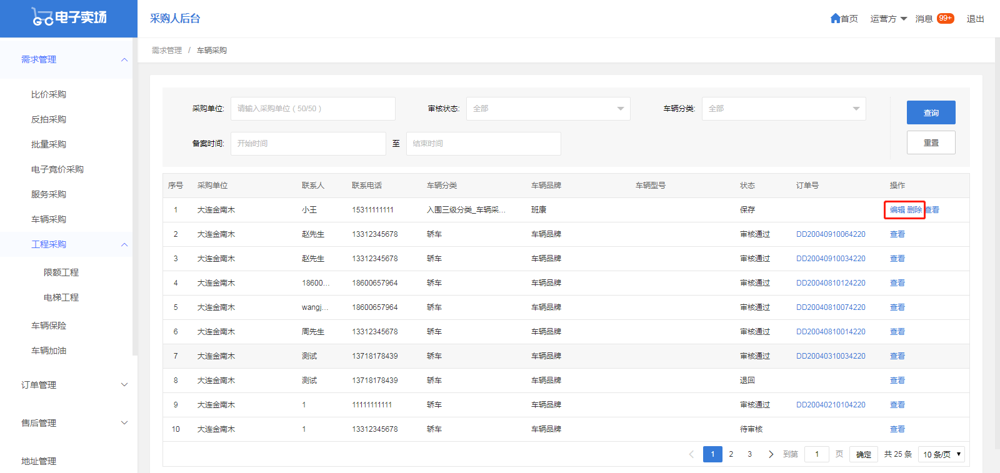 GO电子卖场
采购人后台
首页 运营方 消息 99+ 退出
需求管理 / 车辆采购
需求管理
比价采购
反拍采购
批量采购
电子竞价采购
服务采购
车辆采购
工程采购
限额工程
电梯工程
车辆保险
车辆加油
订单管理
售后管理
地址管理
采购单位: 请输入采购单位 ( 50/50 ) 审核状态: 全部 车辆分类: 全部 查询
备案时间: 开始时间 至 结束时间 重置
序号 采购单位 联系人 联系电话 车辆分类 车辆品牌 车辆型号 状态 订单号 操作
1 大连金南木 小王 15311111111 入围三级分类_车辆采... 班康 保存 编辑 删除 查看
2 大连金南木 赵先生 13312345678 轿车 车辆品牌 审核通过 DD20040910064220 查看
3 大连金南木 赵先生 13312345678 轿车 车辆品牌 审核通过 DD20040910034220 查看
4 大连金南木 18600... 18600657964 轿车 车辆品牌 审核通过 DD20040810124220 查看
5 大连金南木 wangj... 18600657964 轿车 车辆品牌 审核通过 DD20040810074220 查看
6 大连金南木 周先生 13312345678 轿车 车辆品牌 审核通过 DD20040810014220 查看
7 大连金南木 测试 13718178439 轿车 车辆品牌 审核通过 DD20040310034220 查看
8 大连金南木 测试 13718178439 轿车 车辆品牌 退回 查看
9 大连金南木 1 11111111111 轿车 车辆品牌 审核通过 DD20040210104220 查看
10 大连金南木 1 13312345678 轿车 车辆品牌 待审核 查看
1 2 3 到第 1 页 确定 共 25 条 10 条/页